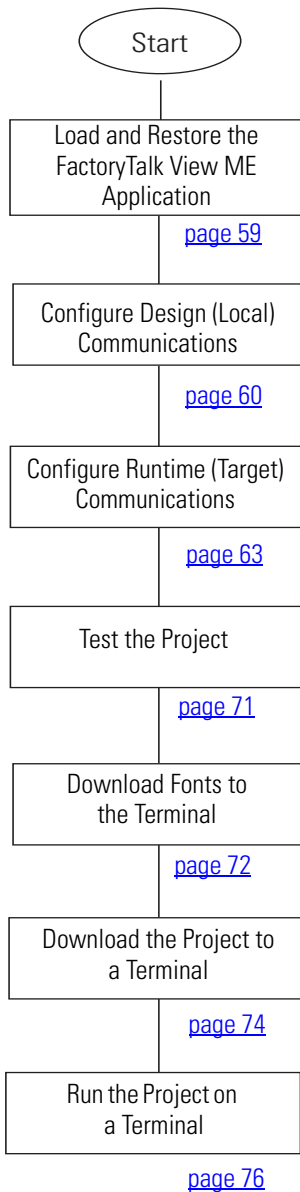 Start
Load and Restore the
FactoryTalk View ME
Application
page 59
Configure Design (Local)
Communications
page 60
Configure Runtime (Target)
Communications
page 63
Test the Project
page 71
Download Fonts to
the Terminal
page 72
Download the Project to
a Terminal
page 74
Run the Project on
a Terminal
page 76